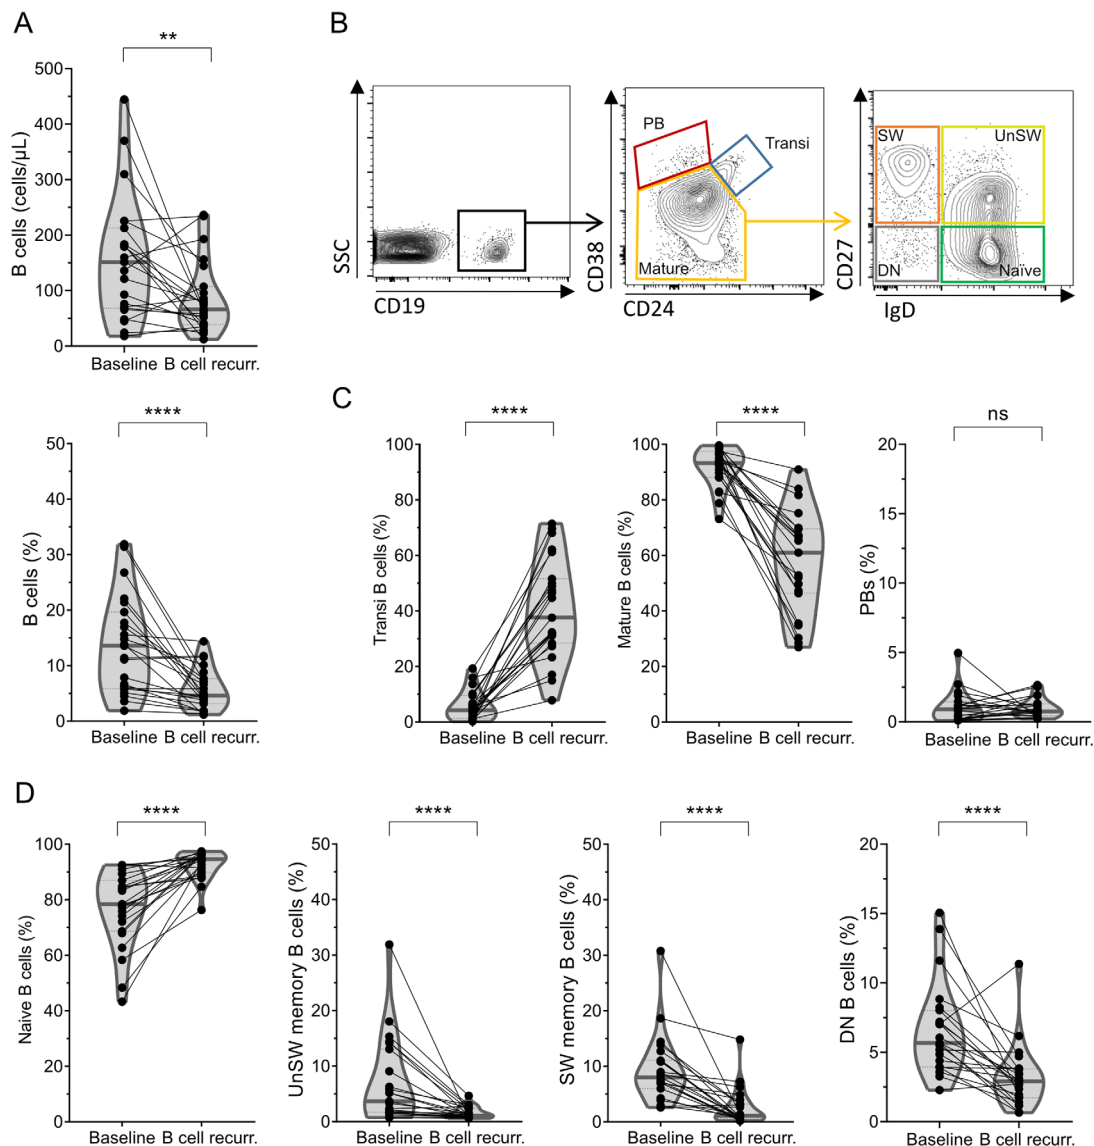 A
**
B cells (cells/µL)
500
400
300
200
100
0
Baseline
B cell recurr.
****
B cells (%)
50
40
30
20
10
0
Baseline
B cell recurr.
B
SSC
CD19
PB
Transi
Mature
CD38
CD24
SW
UnSW
DN
Naïve
CD27
IgD
C
****
Transi B cells (%)
100
80
60
40
20
0
Baseline
B cell recurr.
****
Mature B cells (%)
100
80
60
40
20
0
Baseline
B cell recurr.
ns
PBs (%)
20
15
10
5
0
Baseline
B cell recurr.
D
****
Naive B cells (%)
100
80
60
40
20
0
Baseline
B cell recurr.
****
UnSW memory B cells (%)
50
40
30
20
10
0
Baseline
B cell recurr.
****
SW memory B cells (%)
50
40
30
20
10
0
Baseline
B cell recurr.
****
DN B cells (%)
20
15
10
5
0
Baseline
B cell recurr.